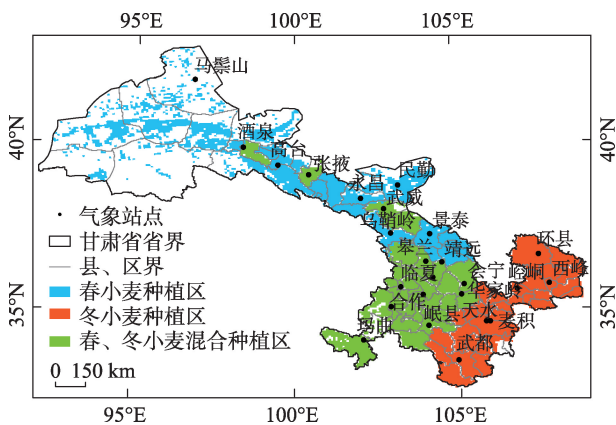 95°E 100°E 105°E
马鬃山
40°N 40°N
酒泉
高台
张掖
民勤
永昌
武威
乌鞘岭 景泰
皋兰 靖远
环县
临夏 会宁 崆峒 西峰
华家岭
合作
35°N 35°N
岷县 天水 麦积
玛曲
武都
气象站点
甘肃省省界
县、区界
春小麦种植区
冬小麦种植区
春、冬小麦混合种植区
0 150 km
95°E 100°E 105°E